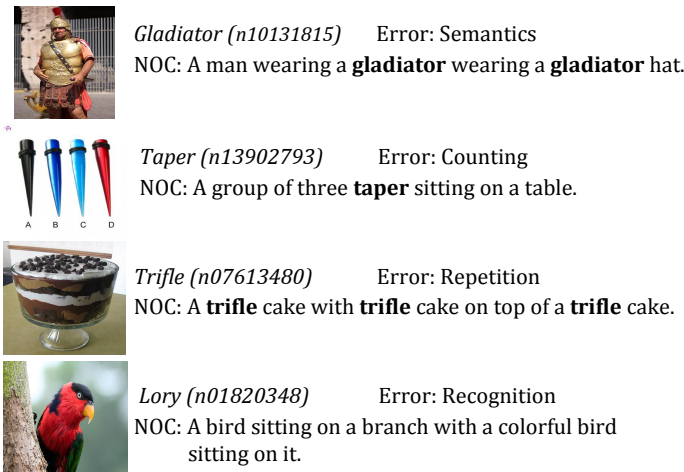 Gladiator (n10131815) Error: Semantics
NOC: A man wearing a gladiator wearing a gladiator hat.
A B C D
Taper (n13902793) Error: Counting
NOC: A group of three taper sitting on a table.
Trifle (n07613480) Error: Repetition
NOC: A trifle cake with trifle cake on top of a trifle cake.
Lory (n01820348) Error: Recognition
NOC: A bird sitting on a branch with a colorful bird
sitting on it.